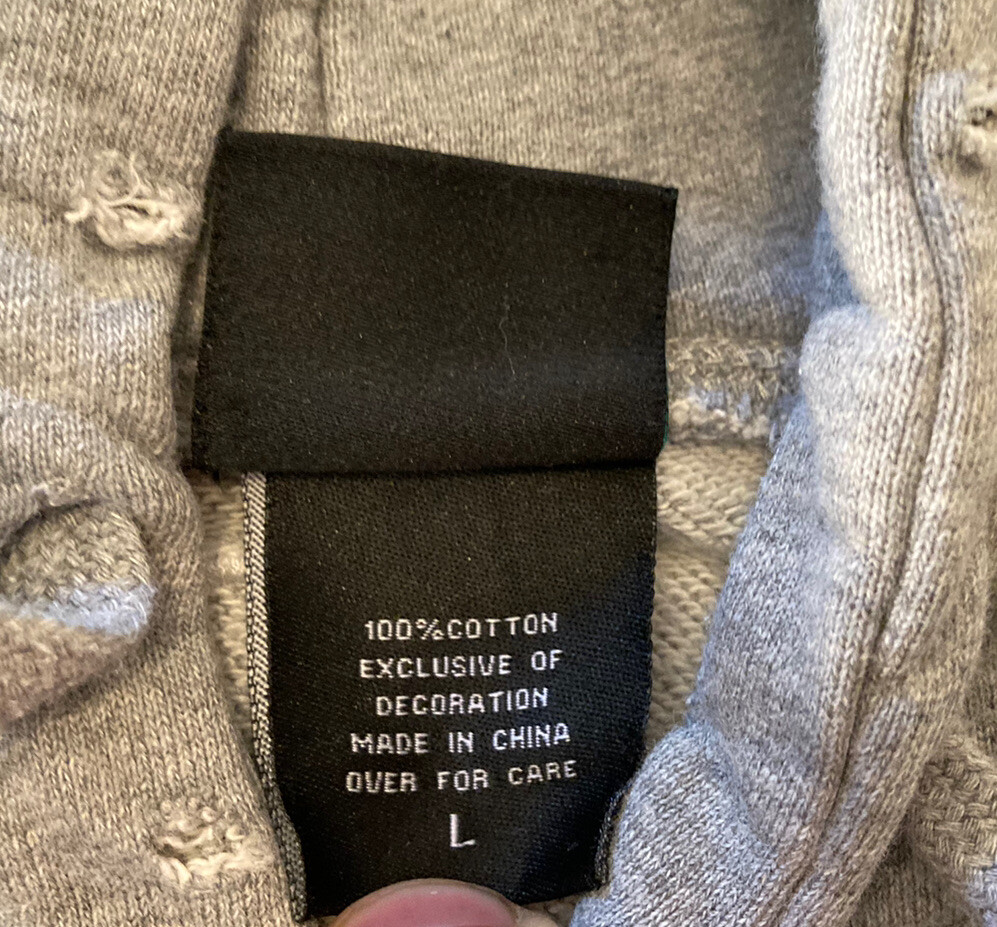 100%COTTON
EXCLUSIVE OF
DECORATION
MADE IN CHINA
OVER FOR CARE
L